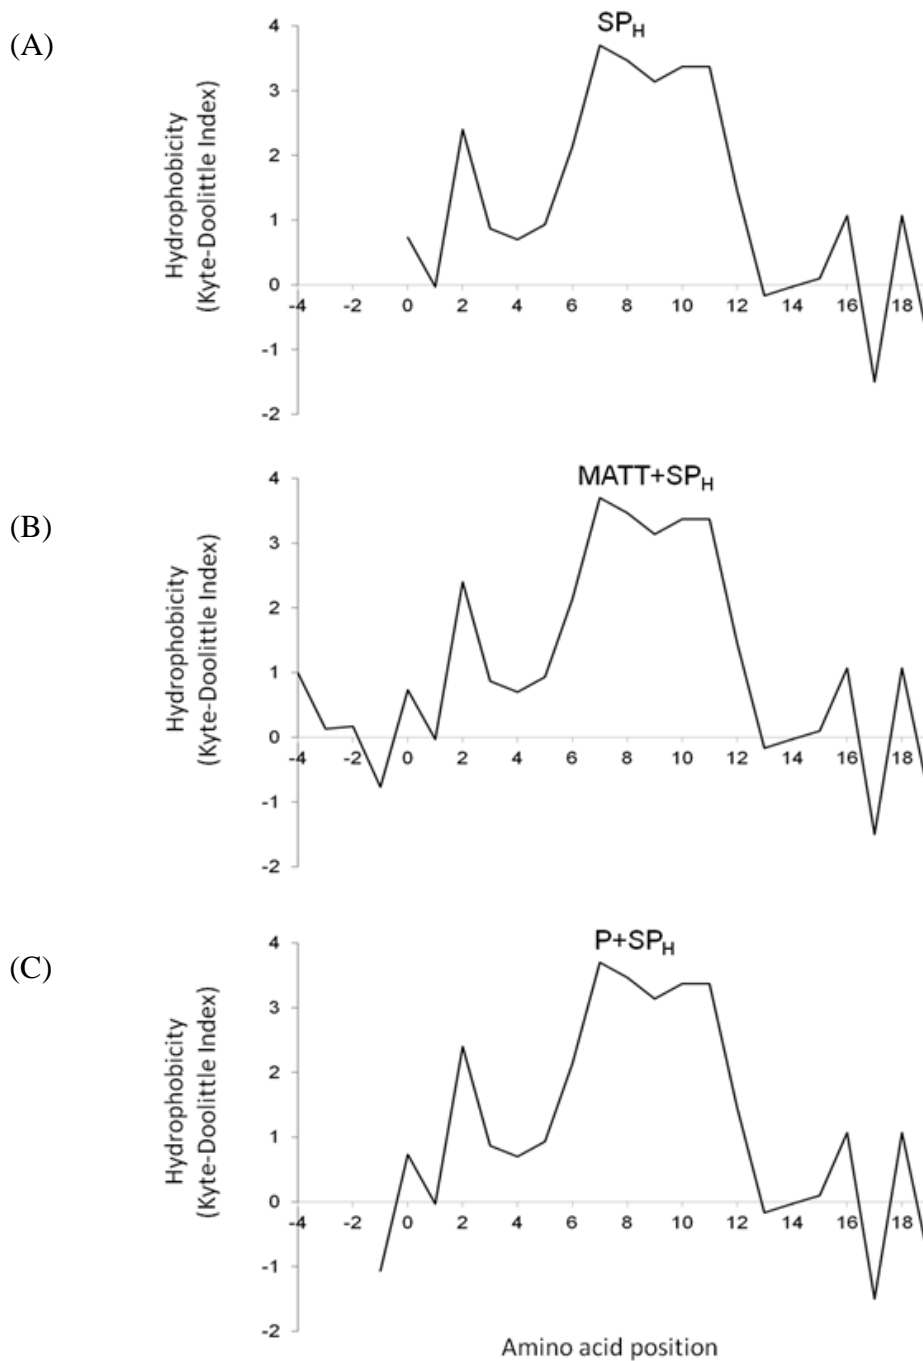 (A)
SPH
Hydrophobicity
(Kyte-Doolittle Index)
4
3
2
1
0
-1
-2
-4 -2 0 2 4 6 8 10 12 14 16 18
(B)
MATT+SPH
Hydrophobicity
(Kyte-Doolittle Index)
4
3
2
1
0
-1
-2
-4 -2 0 2 4 6 8 10 12 14 16 18
(C)
P+SPH
Hydrophobicity
(Kyte-Doolittle Index)
4
3
2
1
0
-1
-2
-4 -2 0 2 4 6 8 10 12 14 16 18
Amino acid position